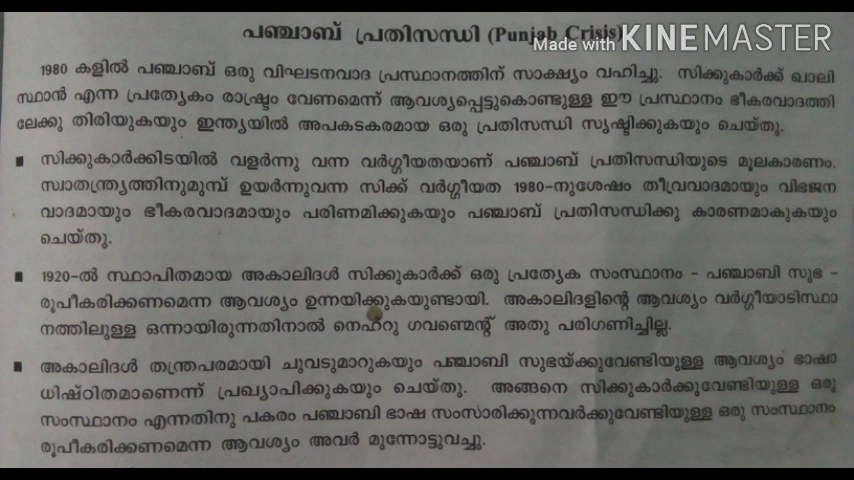 പഞ്ചാബ് പ്രതിസന്ധി (Punjab Crisis)
Made with KINEMASTER
1980 കളിൽ പഞ്ചാബ് ഒരു വിഘടനവാദ പ്രസ്ഥാനത്തിന് സാക്ഷ്യം വഹിച്ചു. സിക്കുകാർക്ക് ഖാലി
സ്ഥാൻ എന്ന പ്രത്യേകം രാഷ്ട്രം വേണമെന്ന് ആവശ്യപ്പെട്ടുകൊണ്ടുള്ള ഈ പ്രസ്ഥാനം ഭീകരവാദത്തി
ലേക്കു തിരിയുകയും ഇന്ത്യയിൽ അപകടകരമായ ഒരു പ്രതിസന്ധി സൃഷ്ടിക്കുകയും ചെയ്തു.
■ സിക്കുകാർക്കിടയിൽ വളർന്നു വന്ന വർഗ്ഗീയതയാണ് പഞ്ചാബ് പ്രതിസന്ധിയുടെ മൂലകാരണം.
സ്വാതന്ത്ര്യത്തിനുമുമ്പ് ഉയർന്നുവന്ന സിക്ക് വർഗ്ഗീയത 1980-നുശേഷം തീവ്രവാദമായും വിഭജന
വാദമായും ഭീകരവാദമായും പരിണമിക്കുകയും പഞ്ചാബ് പ്രതിസന്ധിക്കു കാരണമാകുകയും
ചെയ്തു.
■ 1920-ൽ സ്ഥാപിതമായ അകാലിദൾ സിക്കുകാർക്ക് ഒരു പ്രത്യേക സംസ്ഥാനം - പഞ്ചാബി സുഭ -
രൂപീകരിക്കണമെന്ന ആവശ്യം ഉന്നയിക്കുകയുണ്ടായി. അകാലിദളിന്റെ ആവശ്യം വർഗ്ഗീയാടിസ്ഥാ
നത്തിലുള്ള ഒന്നായിരുന്നതിനാൽ നെഹ്റു ഗവണ്മെന്റ് അതു പരിഗണിച്ചില്ല.
■ അകാലിദൾ തന്ത്രപരമായി ചുവടുമാറുകയും പഞ്ചാബി സുഭയ്ക്കുവേണ്ടിയുള്ള ആവശ്യം ഭാഷാ
ധിഷ്ഠിതമാണെന്ന് പ്രഖ്യാപിക്കുകയും ചെയ്തു. അങ്ങനെ സിക്കുകാർക്കുവേണ്ടിയുള്ള ഒരു
സംസ്ഥാനം എന്നതിനു പകരം പഞ്ചാബി ഭാഷ സംസാരിക്കുന്നവർക്കുവേണ്ടിയുള്ള ഒരു സംസ്ഥാനം
രൂപീകരിക്കണമെന്ന ആവശ്യം അവർ മുന്നോട്ടുവച്ചു.